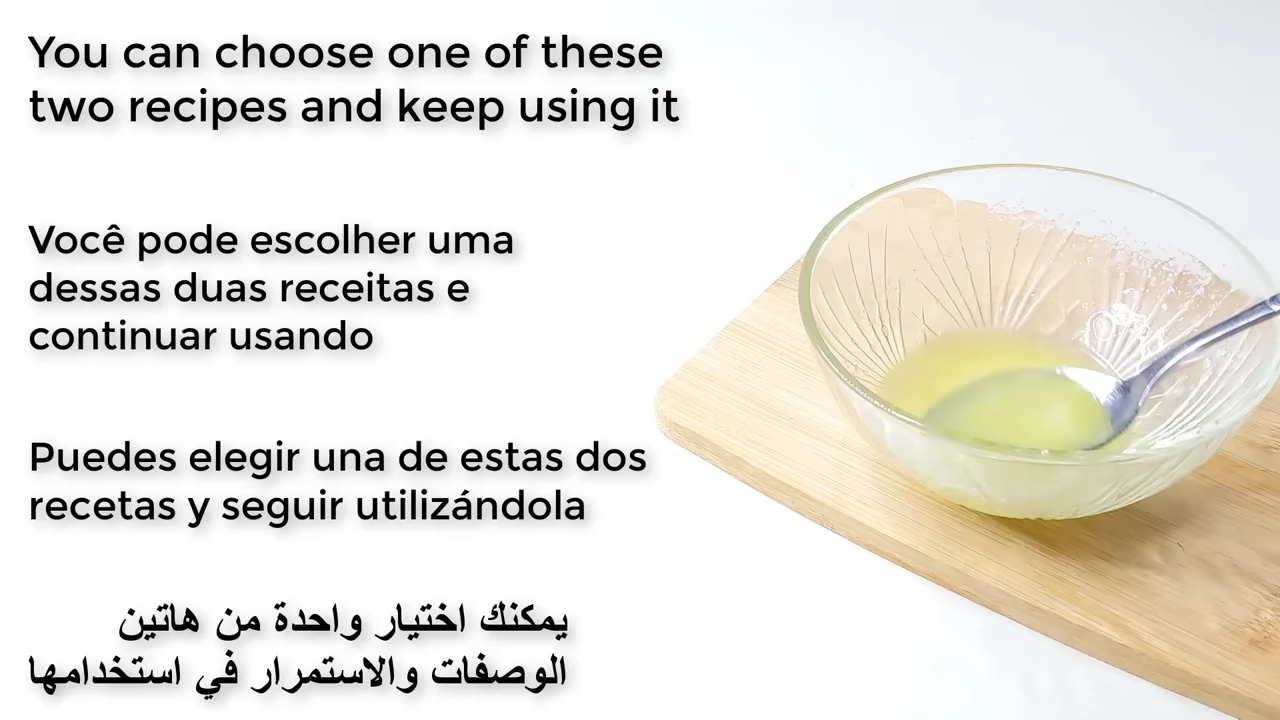 You can choose one of these
two recipes and keep using it
Você pode escolher uma
dessas duas receitas e
continuar usando
Puedes elegir una de estas dos
recetas y seguir utilizándola
يمكنك اختيار واحدة من هاتين
الوصفات والاستمرار في استخدامها